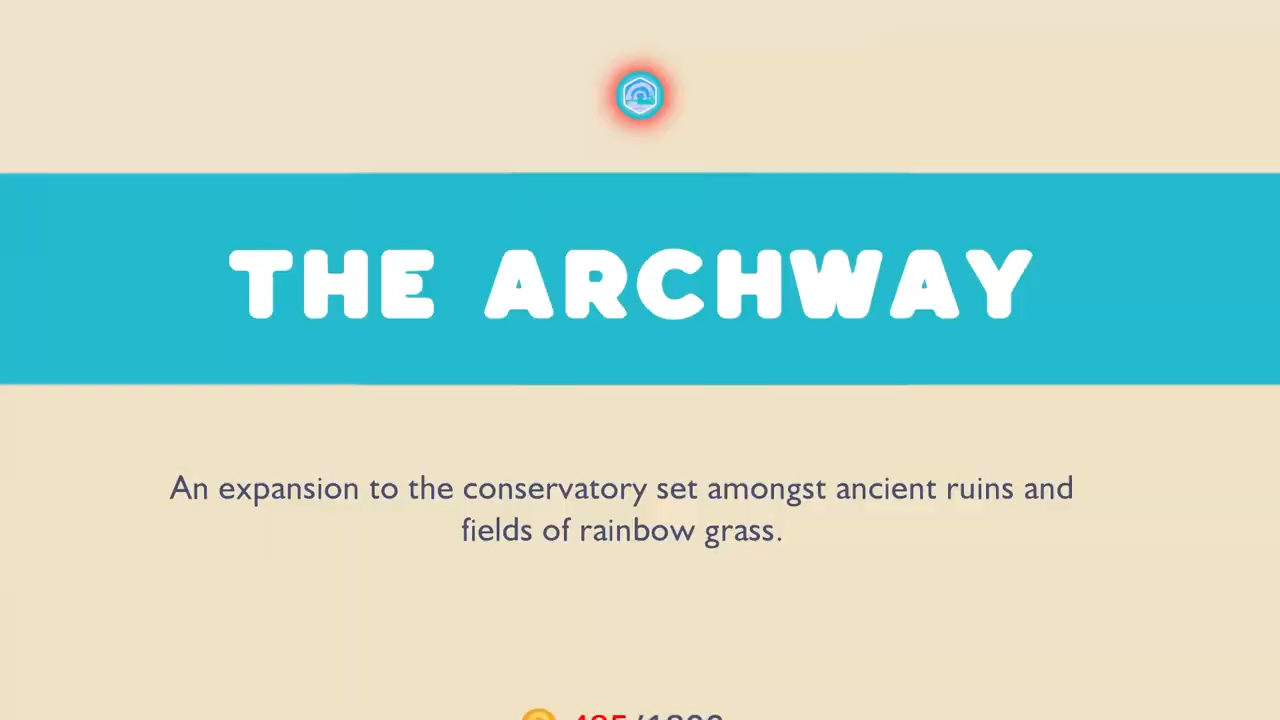 THE ARCHWAY
An expansion to the conservatory set amongst ancient ruins and
fields of rainbow grass.